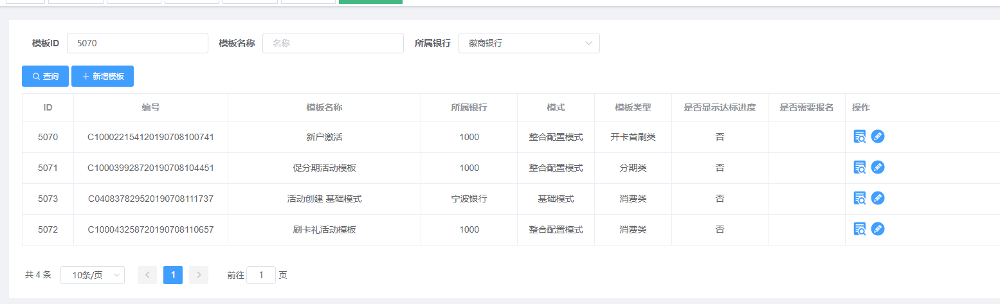 模板ID 5070 模板名称 名称 所属银行 徽商银行
查询 新增模板
ID 编号 模板名称 所属银行 模式 模板类型 是否显示达标进度 是否需要报名 操作
5070 C100022154120190708100741 新户激活 1000 整合配置模式 开卡首刷类 否
5071 C100039928720190708104451 促分期活动模板 1000 整合配置模式 分期类 否
5073 C040837829520190708111737 活动创建 基础模式 宁波银行 基础模式 消费类 否
5072 C100043258720190708110657 刷卡礼活动模板 1000 整合配置模式 消费类 否
共 4 条 10条/页 1 前往 1 页